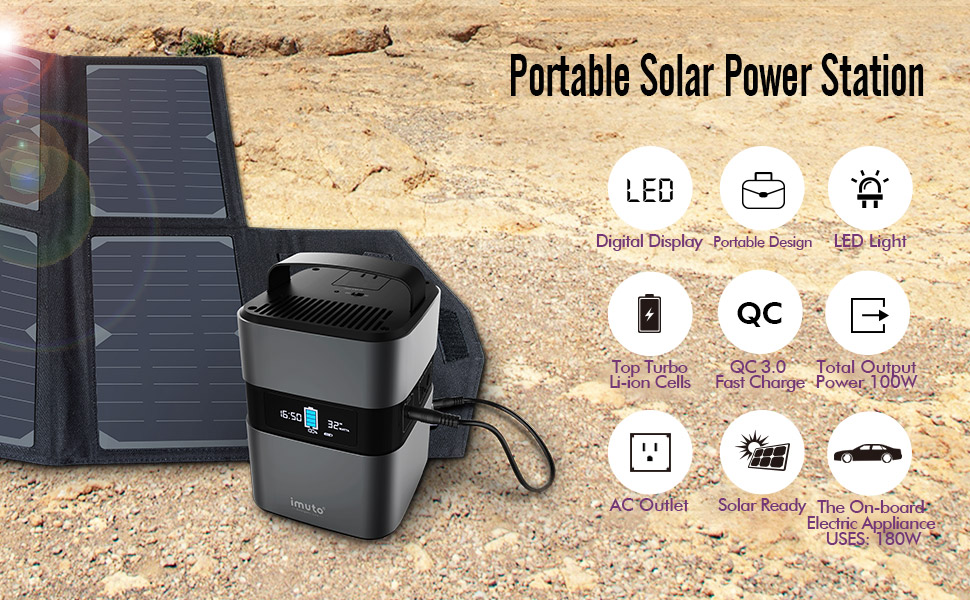 Portable Solar Power Station
LED
Digital Display
Portable Design
LED Light
Top Turbo
Li-ion Cells
QC
QC 3.0
Fast Charge
Total Output
Power 100W
AC Outlet
Solar Ready
The On-board
Electric Appliance
USES: 180W
16:50
32
imuto